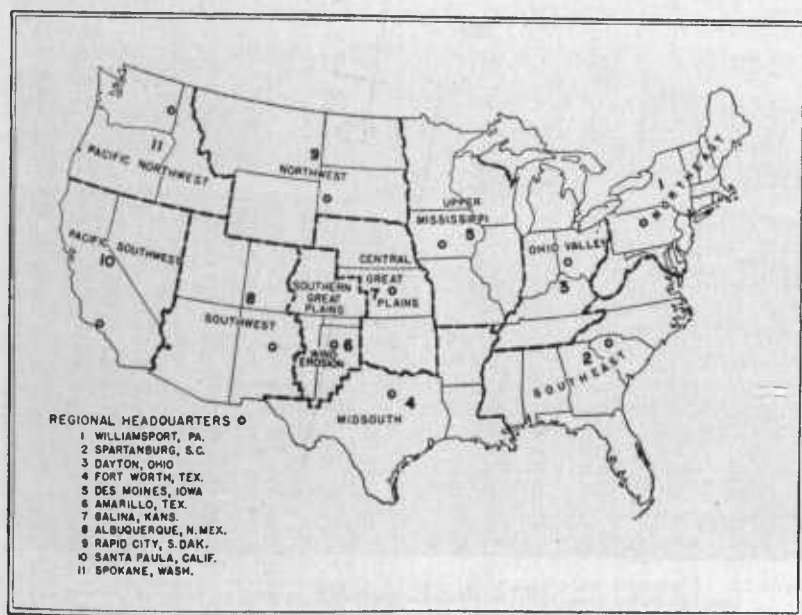 11
PACIFIC NORTHWEST
9
NORTHWEST
UPPER
MISSISSIPPI
5
1
NORTHEAST
OHIO VALLEY
3
PACIFIC SOUTHWEST
10
CENTRAL
GREAT
PLAINS
7
SOUTHERN
GREAT
PLAINS
8
SOUTHWEST
WIND
EROSION
6
2
SOUTHEAST
4
MIDSOUTH
REGIONAL HEADQUARTERS
1 WILLIAMSPORT, PA.
2 SPARTANBURG, S.C.
3 DAYTON, OHIO
4 FORT WORTH, TEX.
5 DES MOINES, IOWA
6 AMARILLO, TEX.
7 SALINA, KANS.
8 ALBUQUERQUE, N.MEX.
9 RAPID CITY, S.DAK.
10 SANTA PAULA, CALIF.
11 SPOKANE, WASH.